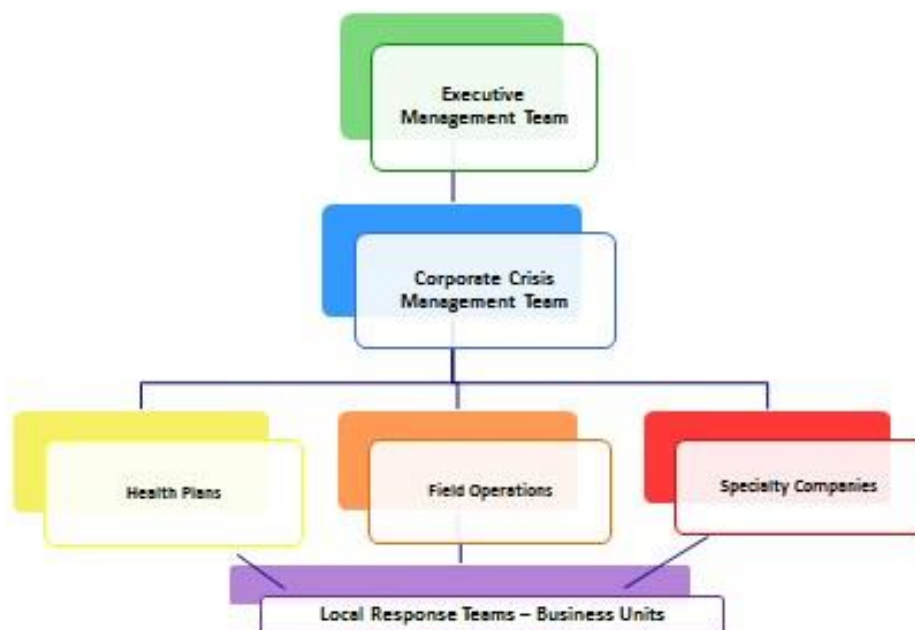 Executive
Management Team
Corporate Crisis
Management Team
Health Plans
Field Operations
Specialty Companies
Local Response Teams – Business Units